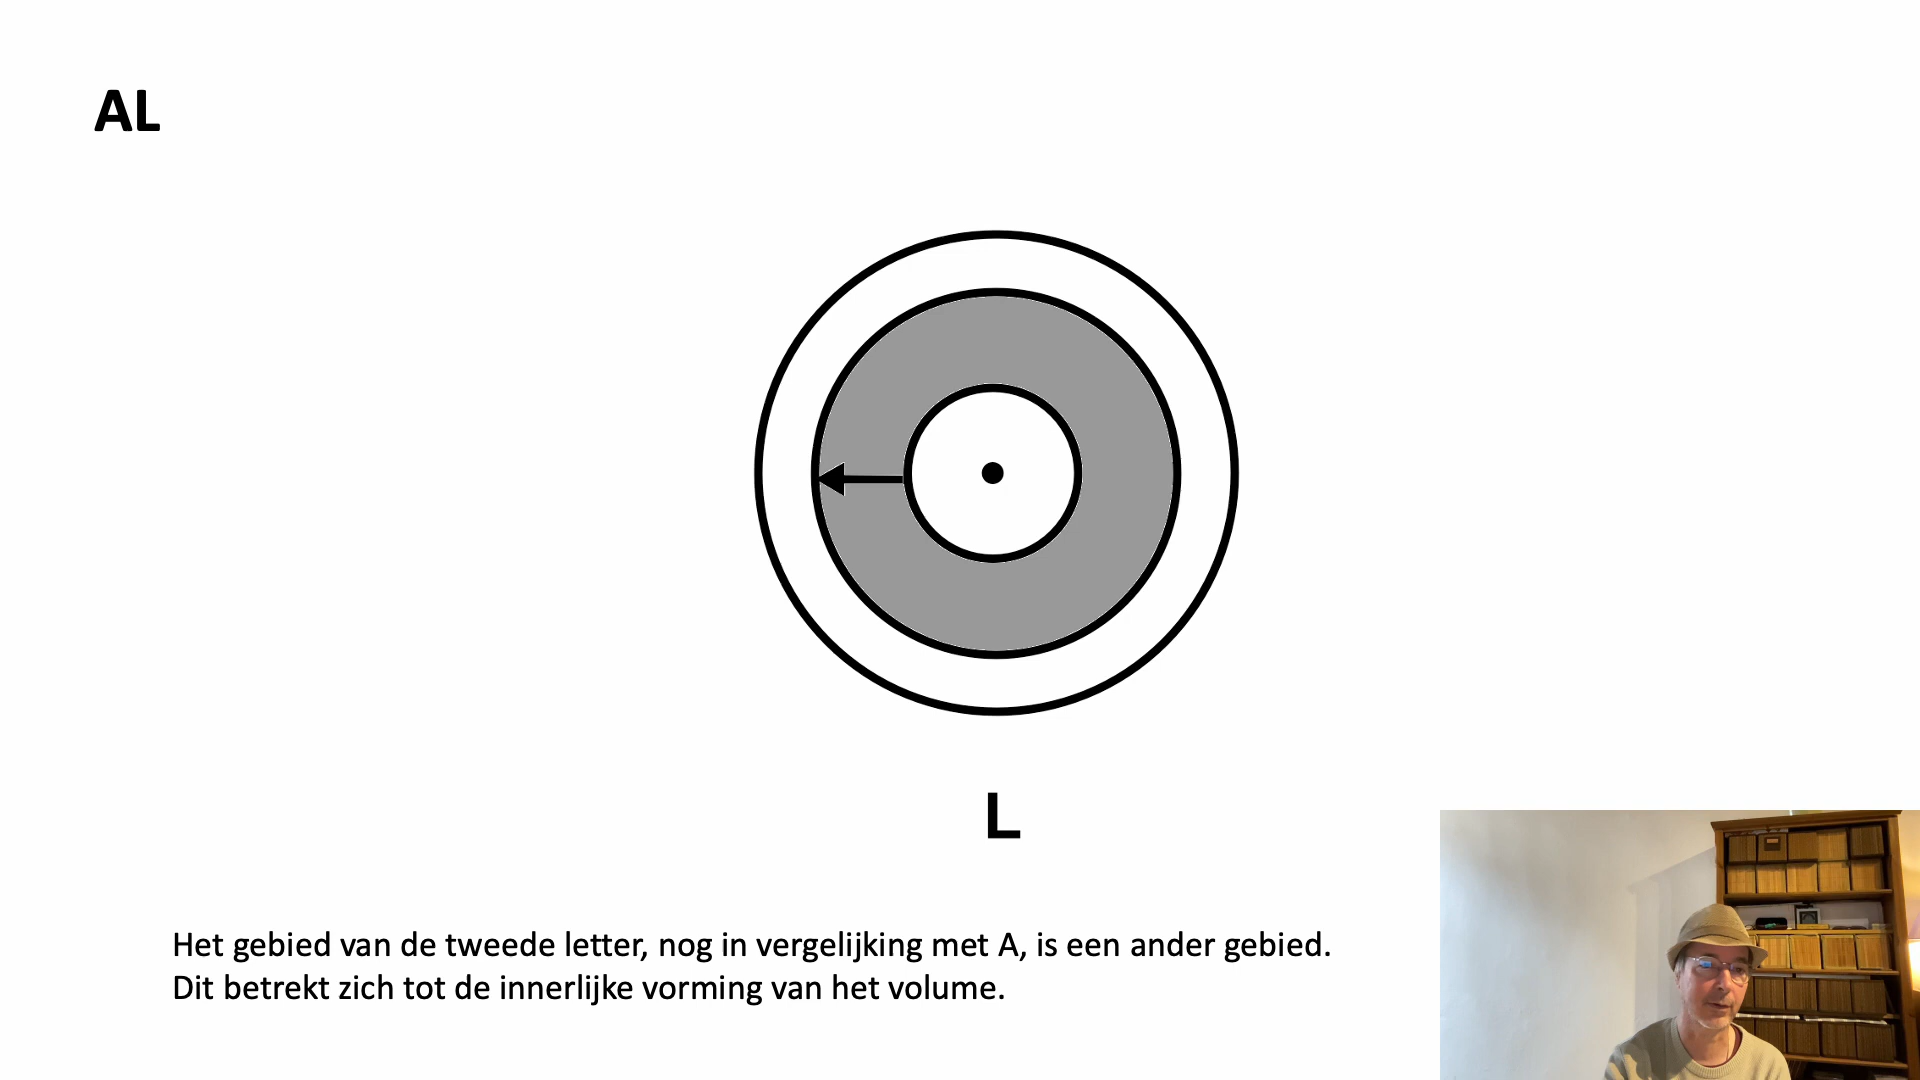 AL
L
Het gebied van de tweede letter, nog in vergelijking met A, is een ander gebied.
Dit betrekt zich tot de innerlijke vorming van het volume.